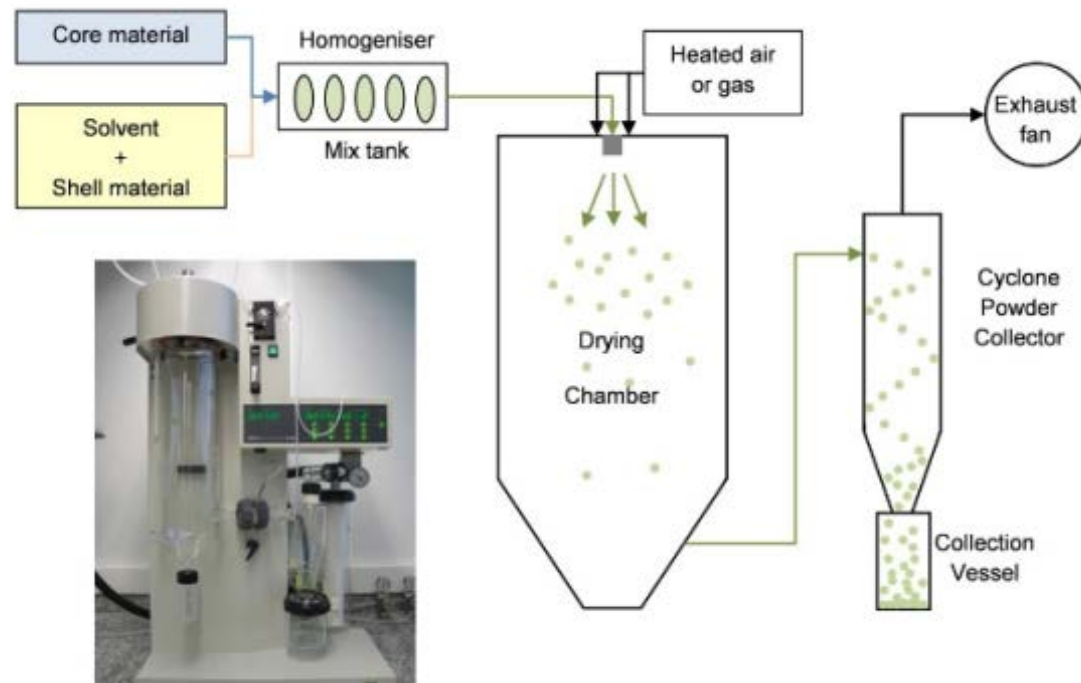 Core material
Solvent
+
Shell material
Homogeniser
Mix tank
Heated air
or gas
Exhaust
fan
Drying
Chamber
Cyclone
Powder
Collector
Collection
Vessel